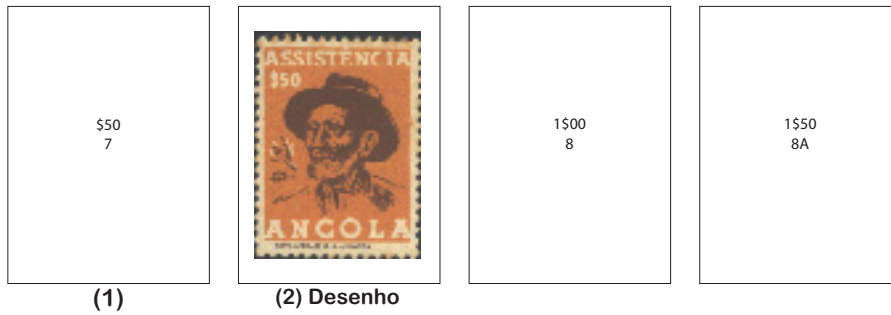 $50
7
ASSISTENCIA
$50
ANGOLA
1$00
8
1$50
8A
(1)
(2) Desenho